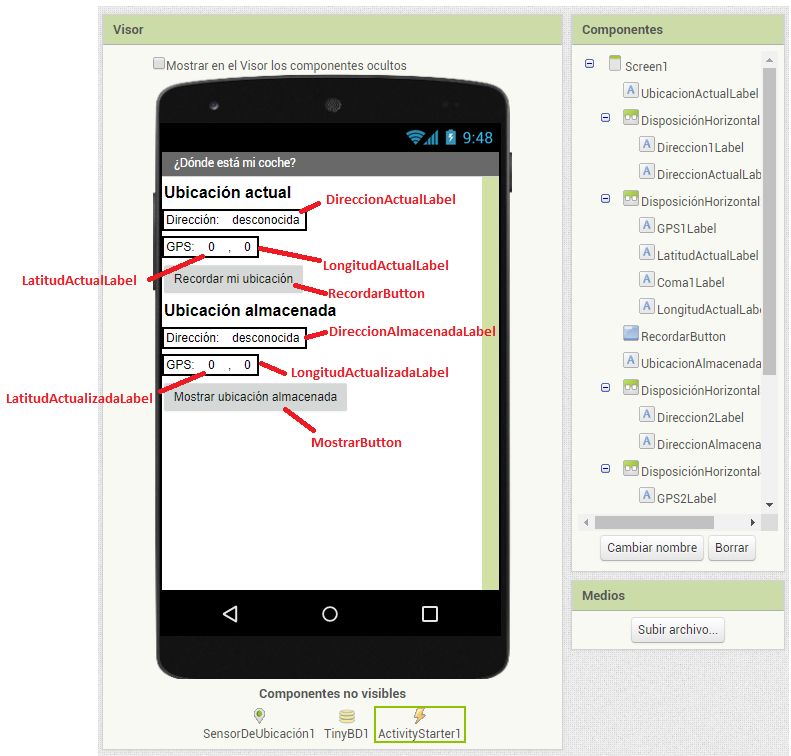 Visor
Mostrar en el Visor los componentes ocultos
9:48
¿Dónde está mi coche?
Ubicación actual
DireccionActualLabel
Dirección: desconocida
GPS: 0 , 0
LongitudActualLabel
LatitudActualLabel
Recordar mi ubicación
RecordarButton
Ubicación almacenada
Dirección: desconocida
DireccionAlmacenadaLabel
GPS: 0 , 0
LongitudActualizadaLabel
LatitudActualizadaLabel
Mostrar ubicación almacenada
MostrarButton
Componentes no visibles
SensorDeUbicación1 TinyBD1 ActivityStarter1
Componentes
Screen1
A UbicacionActualLabel
DisposiciónHorizontal
A Direccion1Label
A DireccionActualLab
DisposiciónHorizontal
A GPS1Label
A LatitudActualLabel
A Coma1Label
A LongitudActualLabe
RecordarButton
A UbicacionAlmacenada
DisposiciónHorizontal
A Direccion2Label
A DireccionAlmacena
DisposiciónHorizontal
A GPS2Label
Cambiar nombre Borrar
Medios
Subir archivo...